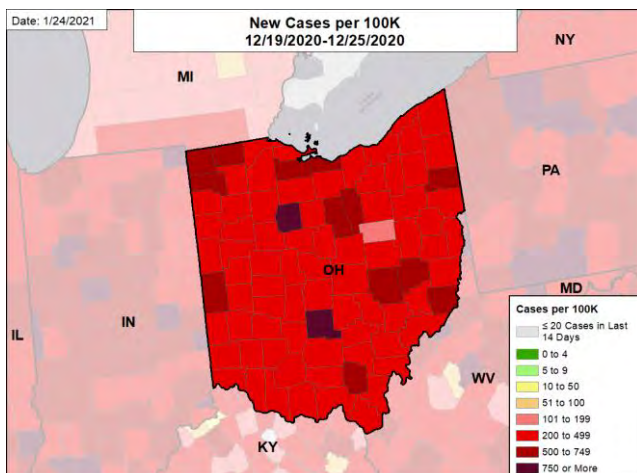 Date: 1/24/2021
New Cases per 100K
12/19/2020-12/25/2020
NY
MI
PA
OH
MD
IL
IN
WV
KY
Cases per 100K
≤ 20 Cases in Last
14 Days
0 to 4
5 to 9
10 to 50
51 to 100
101 to 199
200 to 499
500 to 749
750 or More